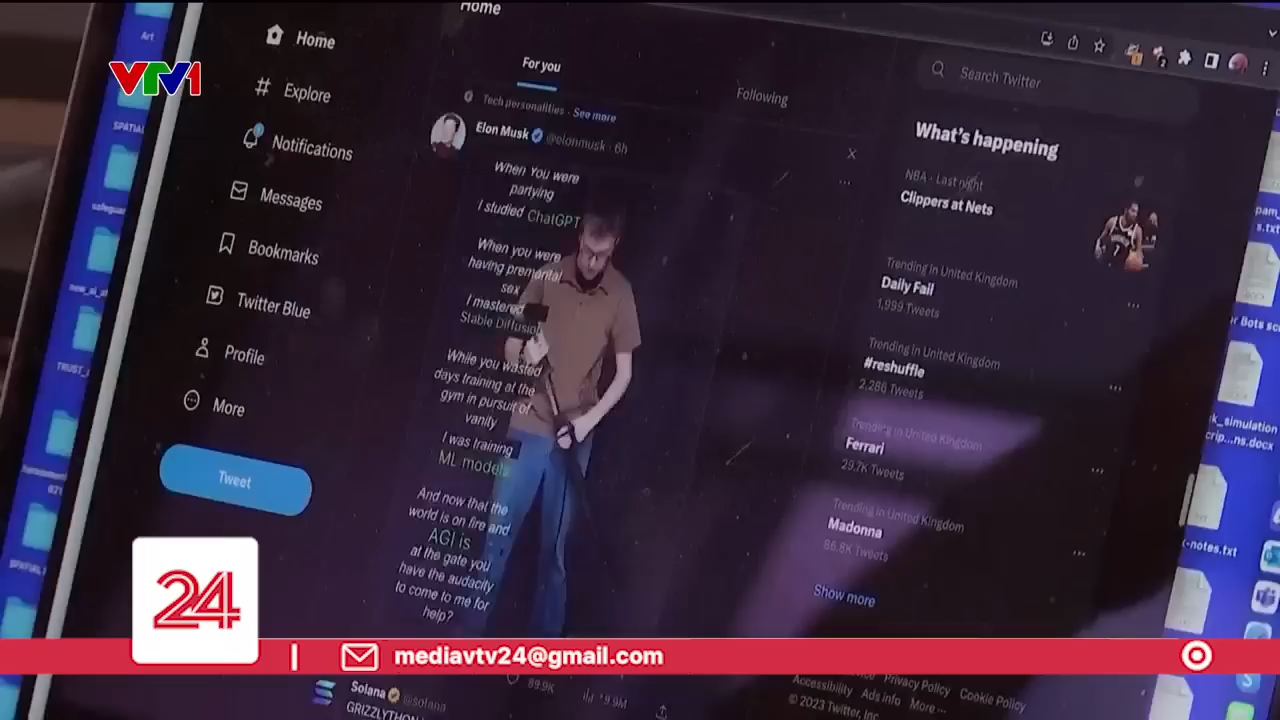 Home
Art
VTV1
Home
Explore
Notifications
Messages
Bookmarks
Twitter Blue
Profile
More
Tweet
For you
Following
Tech personalities · See more
Elon Musk @elonmusk · 6h
When You were
partying
I studied ChatGPT
When you were
having premarital
sex
I mastered
Stable Diffusion
While you wasted
days training at the
gym in pursuit of
vanity
I was training
ML models
And now that the
world is on fire and
AGI is
at the gate you
have the audacity
to come to me for
help?
89.9K
9.9M
Solana @solana
Search Twitter
What's happening
NBA · Last night
Clippers at Nets
Trending in United Kingdom
Daily Fail
1,999 Tweets
Trending in United Kingdom
#reshuffle
2,286 Tweets
Trending in United Kingdom
Ferrari
29.7K Tweets
Trending in United Kingdom
Madonna
86.8K Tweets
Show more
Privacy Policy
Cookie Policy
Accessibility
Ads info
More
© 2023 Twitter, Inc.
-notes.txt
24
mediavtv24@gmail.com